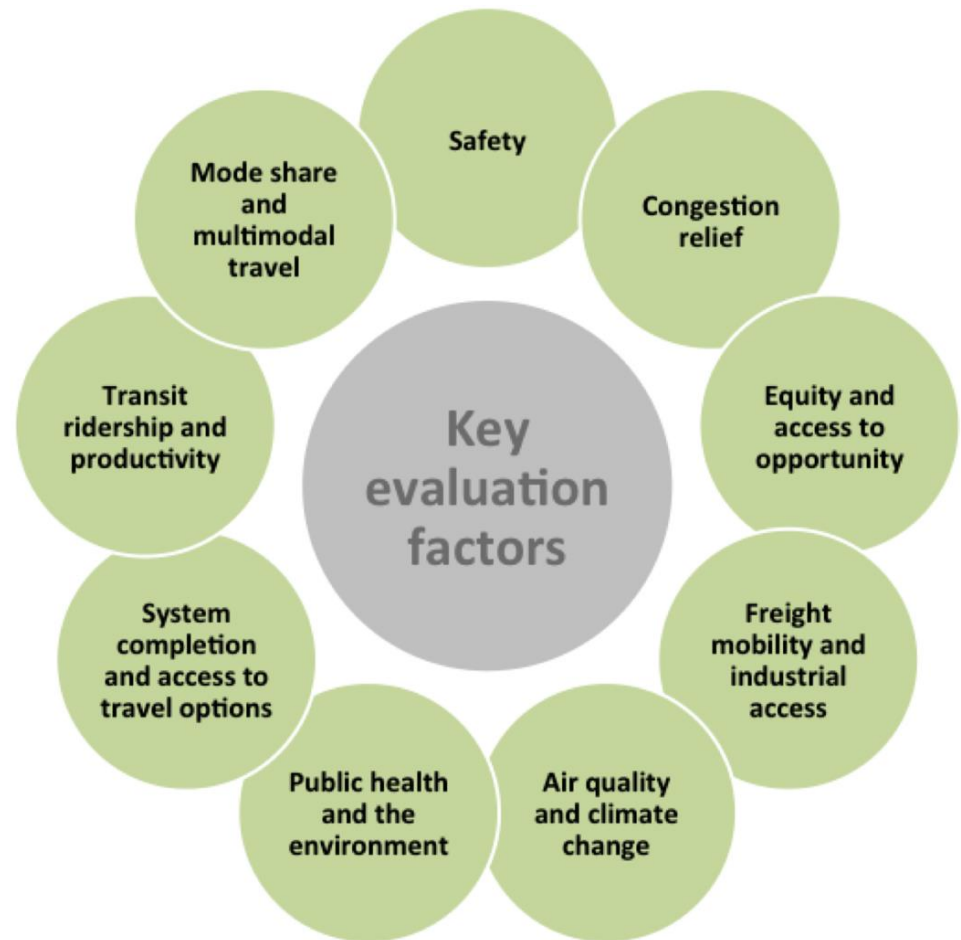 Safety
Congestion
relief
Equity and
access to
opportunity
Freight
mobility and
industrial
access
Air quality
and climate
change
Public health
and the
environment
System
completion
and access to
travel options
Transit
ridership and
productivity
Mode share
and
multimodal
travel
Key
evaluation
factors